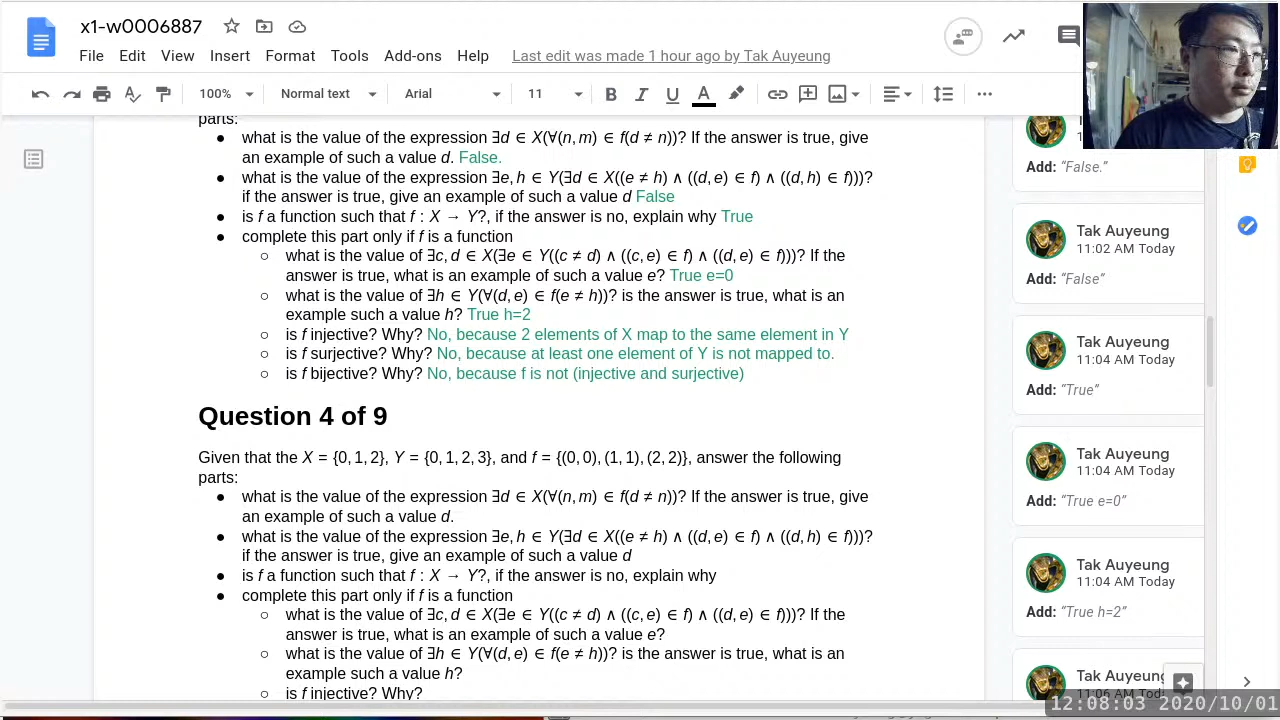 x1-w0006887
File Edit View Insert Format Tools Add-ons Help Last edit was made 1 hour ago by Tak Auyeung
100% Normal text Arial 11 B I U A
parts:
● what is the value of the expression ∃d ∈ X(∀(n, m) ∈ f(d ≠ n))? If the answer is true, give
an example of such a value d. False.
● what is the value of the expression ∃e, h ∈ Y(∃d ∈ X((e ≠ h) ∧ ((d, e) ∈ f) ∧ ((d, h) ∈ f)))?
if the answer is true, give an example of such a value d False
● is f a function such that f : X → Y?, if the answer is no, explain why True
● complete this part only if f is a function
○ what is the value of ∃c, d ∈ X(∃e ∈ Y((c ≠ d) ∧ ((c, e) ∈ f) ∧ ((d, e) ∈ f)))? If the
answer is true, what is an example of such a value e? True e=0
○ what is the value of ∃h ∈ Y(∀(d, e) ∈ f(e ≠ h))? is the answer is true, what is an
example such a value h? True h=2
○ is f injective? Why? No, because 2 elements of X map to the same element in Y
○ is f surjective? Why? No, because at least one element of Y is not mapped to.
○ is f bijective? Why? No, because f is not (injective and surjective)
Question 4 of 9
Given that the X = {0, 1, 2}, Y = {0, 1, 2, 3}, and f = {(0, 0), (1, 1), (2, 2)}, answer the following
parts:
● what is the value of the expression ∃d ∈ X(∀(n, m) ∈ f(d ≠ n))? If the answer is true, give
an example of such a value d.
● what is the value of the expression ∃e, h ∈ Y(∃d ∈ X((e ≠ h) ∧ ((d, e) ∈ f) ∧ ((d, h) ∈ f)))?
if the answer is true, give an example of such a value d
● is f a function such that f : X → Y?, if the answer is no, explain why
● complete this part only if f is a function
○ what is the value of ∃c, d ∈ X(∃e ∈ Y((c ≠ d) ∧ ((c, e) ∈ f) ∧ ((d, e) ∈ f)))? If the
answer is true, what is an example of such a value e?
○ what is the value of ∃h ∈ Y(∀(d, e) ∈ f(e ≠ h))? is the answer is true, what is an
example such a value h?
○ is f injective? Why?
Add: “False.”
Tak Auyeung
11:02 AM Today
Add: “False”
Tak Auyeung
11:04 AM Today
Add: “True”
Tak Auyeung
11:04 AM Today
Add: “True e=0”
Tak Auyeung
11:04 AM Today
Add: “True h=2”
Tak Auyeung
11:06 AM
12:08:03 2020/10/01